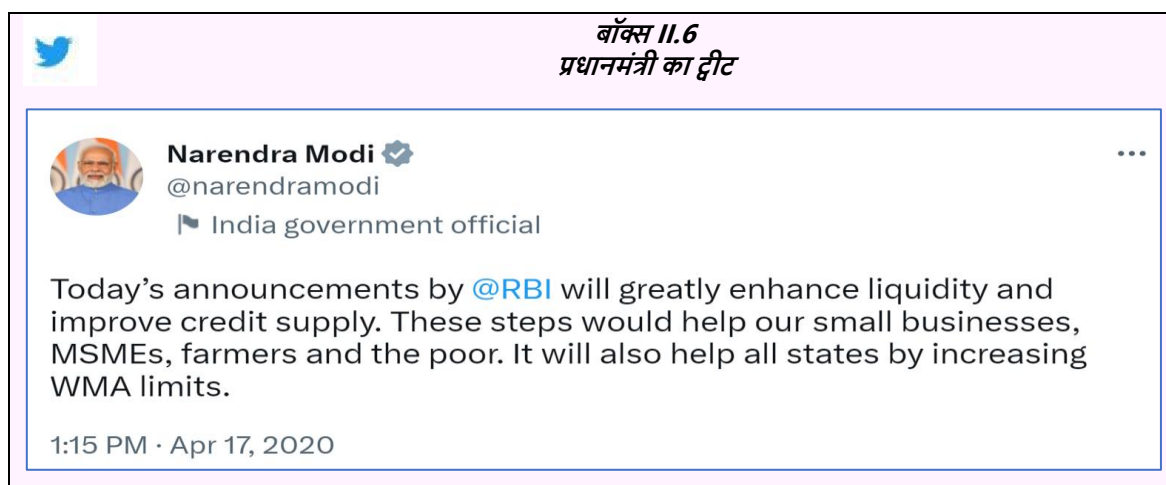 बॉक्स II.6
प्रधानमंत्री का ट्वीट
Narendra Modi
@narendramodi
India government official
Today’s announcements by @RBI will greatly enhance liquidity and
improve credit supply. These steps would help our small businesses,
MSMEs, farmers and the poor. It will also help all states by increasing
WMA limits.
1:15 PM · Apr 17, 2020